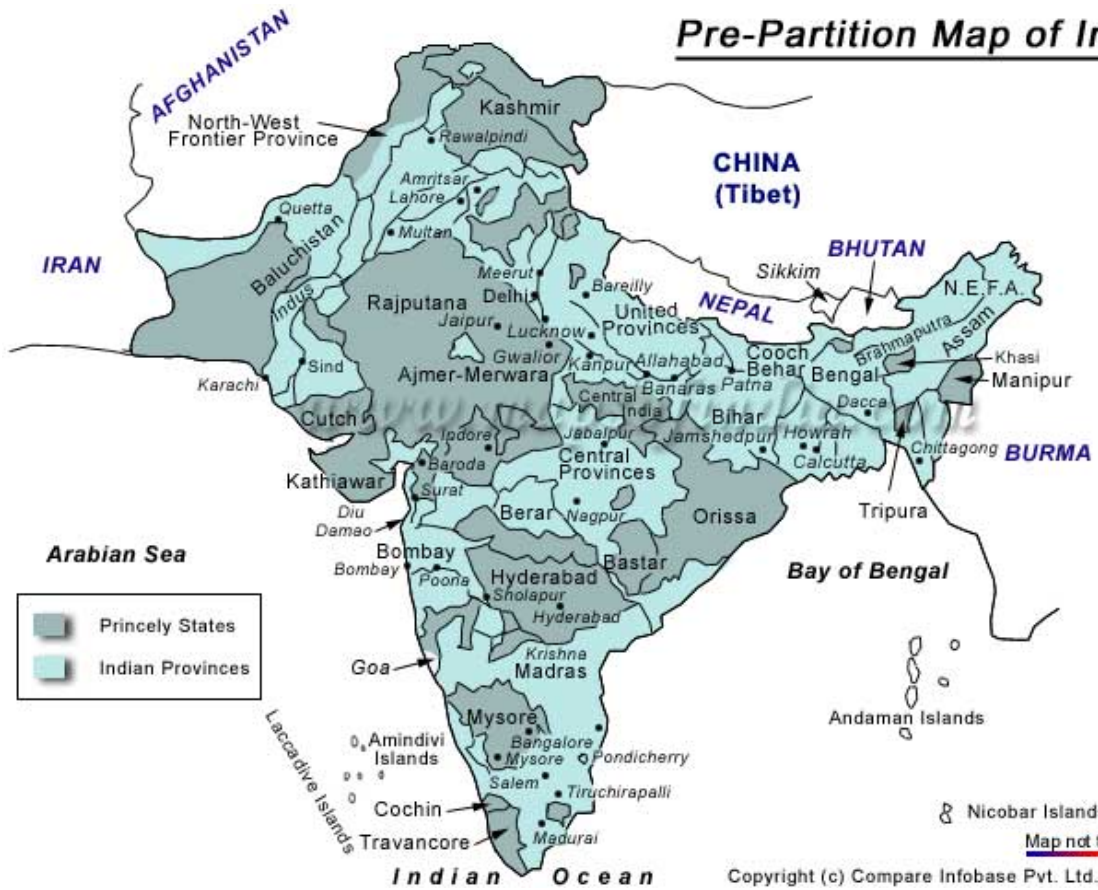 Pre-Partition Map of In
AFGHANISTAN
North-West
Frontier Province
Kashmir
Rawalpindi
CHINA
(Tibet)
Amritsar
Lahore
Quetta
Multan
IRAN
Baluchistan
Indus
Meerut
Delhi
Bareilly
NEPAL
Sikkim
BHUTAN
N.E.F.A.
Rajputana
Jaipur
Lucknow
United
Provinces
Gwalior
Kanpur
Allahabad
Banaras
Patna
Cooch
Behar
Brahmaputra
Assam
Bengal
Khasi
Manipur
Karachi
Sind
Ajmer-Merwara
Central
India
Bihar
Dacca
Cutch
Indore
Jabalpur
Jamshedpur
Howrah
Calcutta
Chittagong
BURMA
Kathiawar
Baroda
Surat
Central
Provinces
Diu
Damao
Berar
Nagpur
Orissa
Tripura
Arabian Sea
Bombay
Bombay
Poona
Bastar
Bay of Bengal
Hyderabad
Sholapur
Hyderabad
Princely States
Indian Provinces
Goa
Krishna
Madras
Andaman Islands
Laccadive Islands
Amindivi
Islands
Mysore
Bangalore
Mysore
Pondicherry
Salem
Tiruchirapalli
Cochin
Travancore
Madurai
Nicobar Island
Map not t
Indian Ocean
Copyright (c) Compare Infobase Pvt. Ltd.